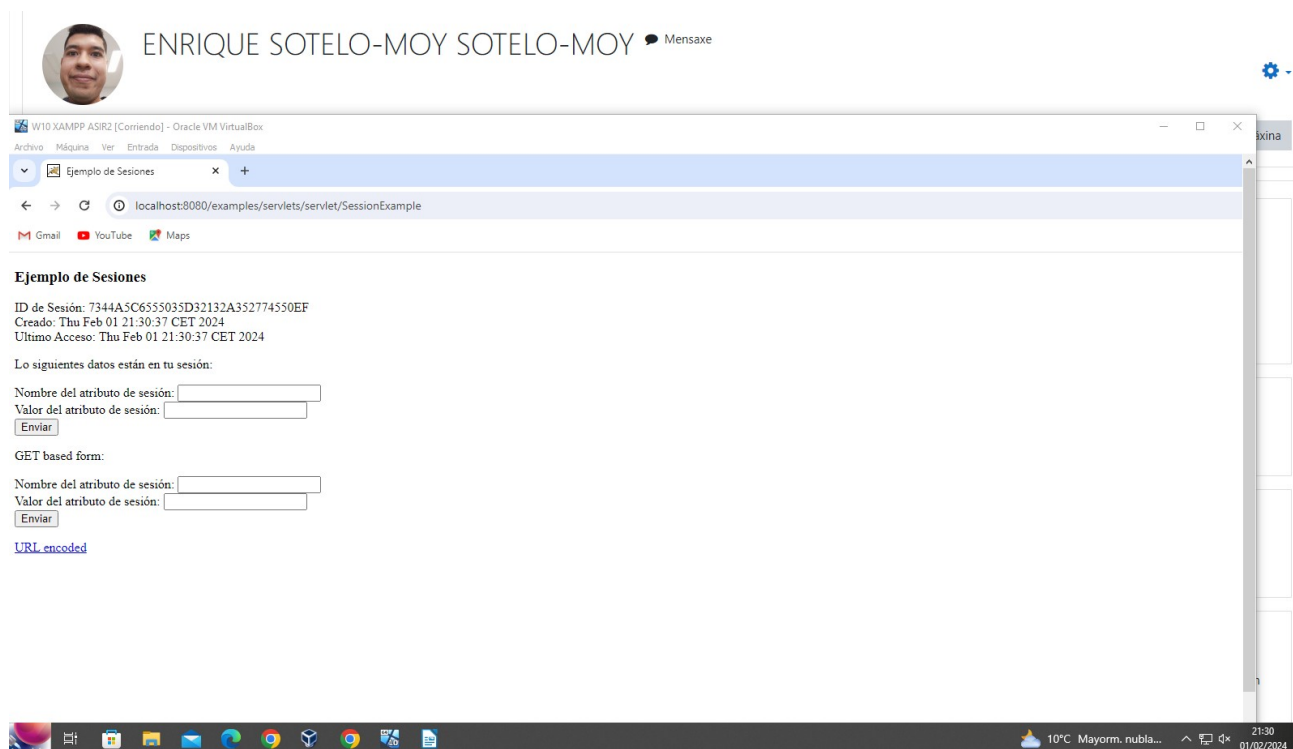 ENRIQUE SOTELO-MOY SOTELO-MOY Mensaxe
W10 XAMPP ASIR2 [Corriendo] - Oracle VM VirtualBox
áxina
Archivo Máquina Ver Entrada Dispositivos Ayuda
Ejemplo de Sesiones
localhost:8080/examples/servlets/servlet/SessionExample
Gmail YouTube Maps
Ejemplo de Sesiones
ID de Sesión: 7344A5C6555035D32132A352774550EF
Creado: Thu Feb 01 21:30:37 CET 2024
Ultimo Acceso: Thu Feb 01 21:30:37 CET 2024
Lo siguientes datos están en tu sesión:
Nombre del atributo de sesión:
Valor del atributo de sesión:
Enviar
GET based form:
Nombre del atributo de sesión:
Valor del atributo de sesión:
Enviar
URL encoded
10°C Mayorm. nubla...
21:30
01/02/2024